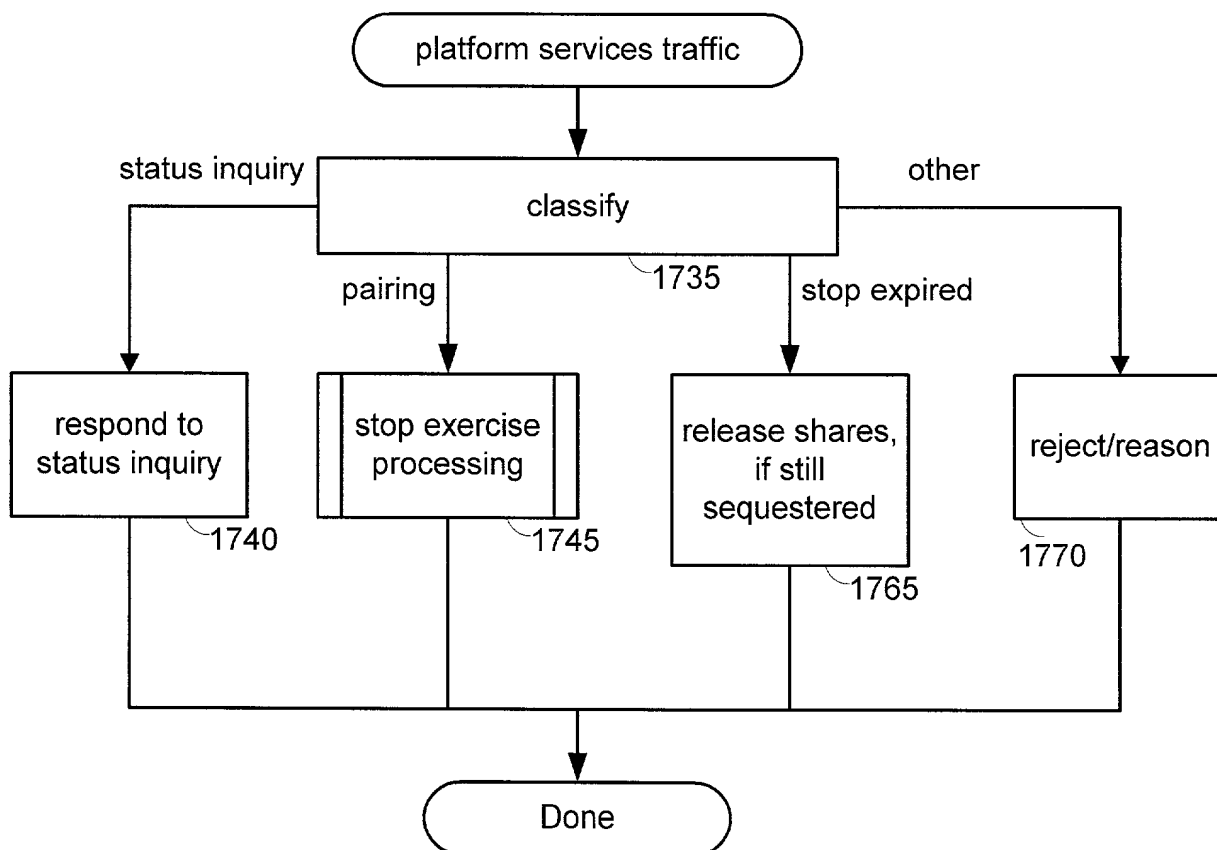 platform services traffic
status inquiry
other
classify
1735
pairing
stop expired
respond to
status inquiry
1740
stop exercise
processing
1745
release shares,
if still
sequestered
1765
reject/reason
1770
Done